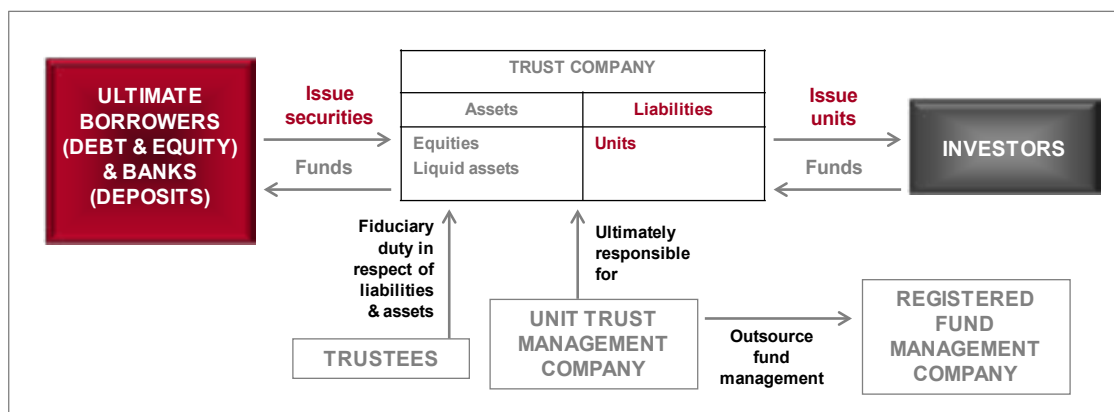 ULTIMATE
BORROWERS
(DEBT & EQUITY)
& BANKS
(DEPOSITS)
Issue
securities
Funds
TRUST COMPANY
Assets
Liabilities
Equities
Liquid assets
Units
Issue
units
Funds
INVESTORS
Fiduciary
duty in
respect of
liabilities
& assets
Ultimately
responsible
for
TRUSTEES
UNIT TRUST
MANAGEMENT
COMPANY
Outsource
fund
management
REGISTERED
FUND
MANAGEMENT
COMPANY